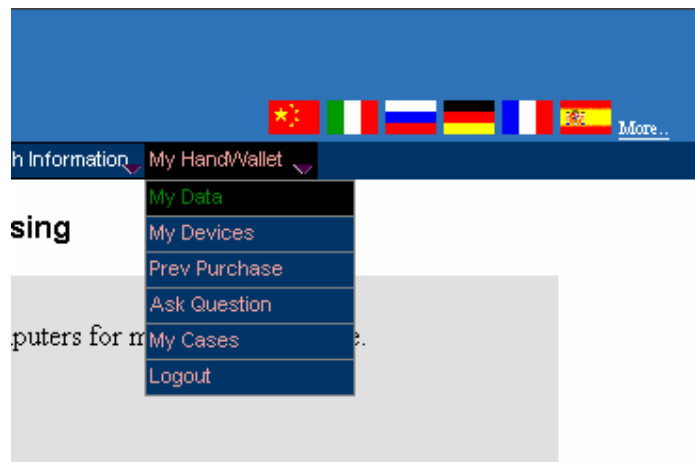 More..
h Information My HandWallet
My Data
sing
My Devices
Prev Purchase
Ask Question
puters for m
e.
My Cases
Logout